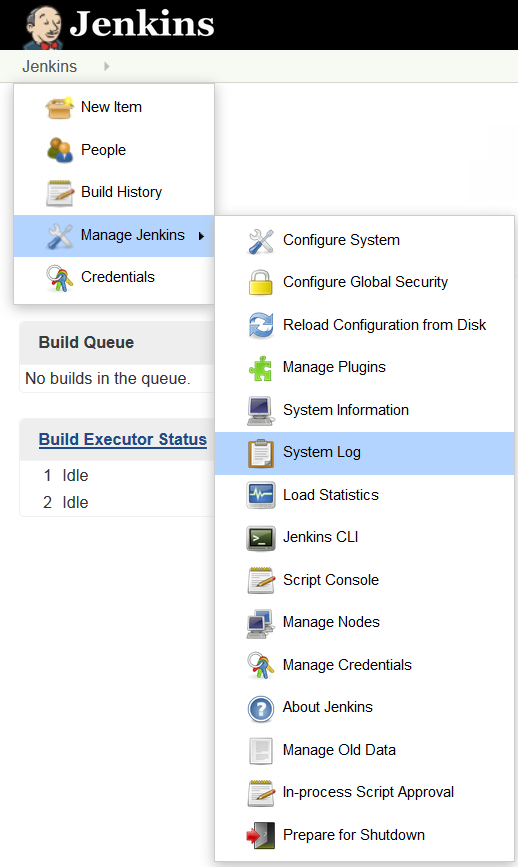 Jenkins
Jenkins
New Item
People
Build History
Manage Jenkins
Credentials
Configure System
Configure Global Security
Reload Configuration from Disk
Manage Plugins
System Information
System Log
Load Statistics
Jenkins CLI
Script Console
Manage Nodes
Manage Credentials
About Jenkins
Manage Old Data
In-process Script Approval
Prepare for Shutdown
Build Queue
No builds in the queue.
Build Executor Status
1 Idle
2 Idle